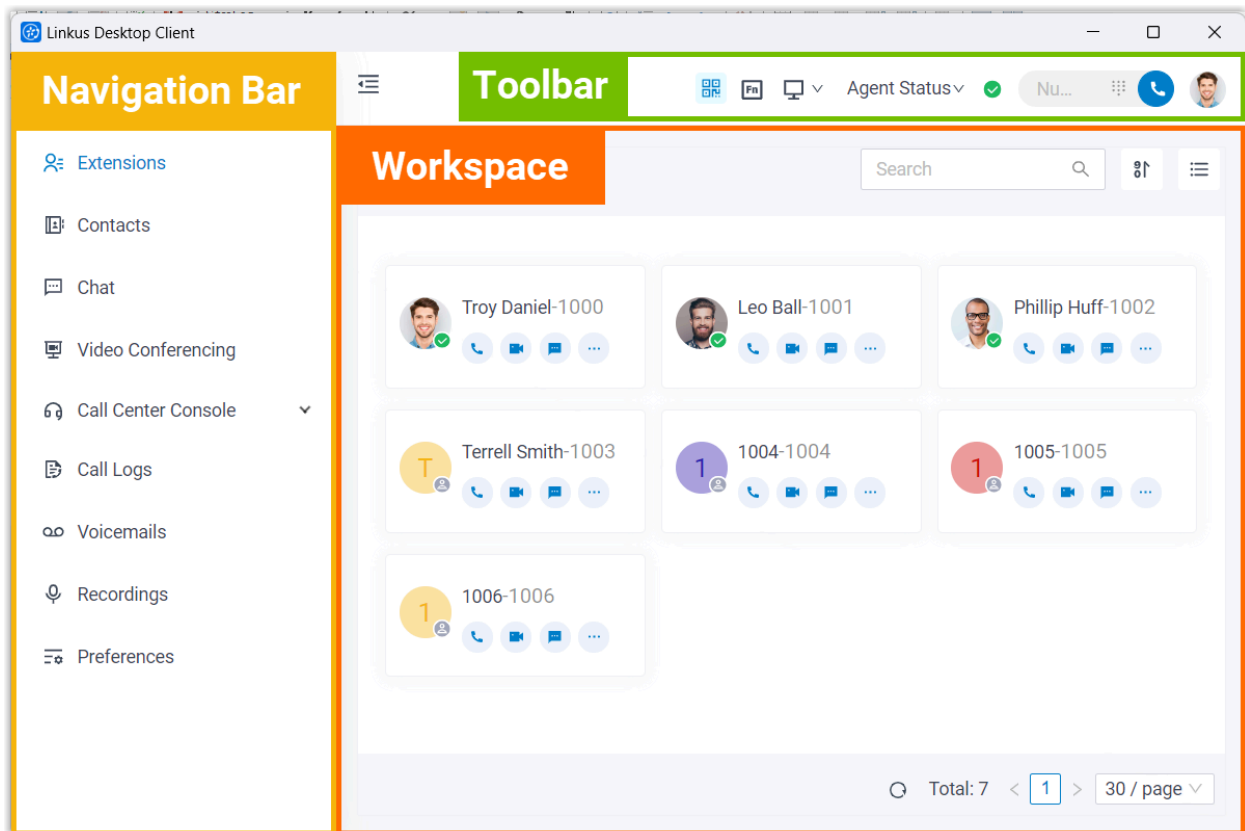 Linkus Desktop Client
Navigation Bar
Toolbar
Fn
Agent Status
Nu...
Workspace
Search
Extensions
Contacts
Chat
Video Conferencing
Call Center Console
Call Logs
Voicemails
Recordings
Preferences
Troy Daniel-1000
Leo Ball-1001
Phillip Huff-1002
T
Terrell Smith-1003
1
1004-1004
1
1005-1005
1
1006-1006
Total: 7 < 1 > 30 / page